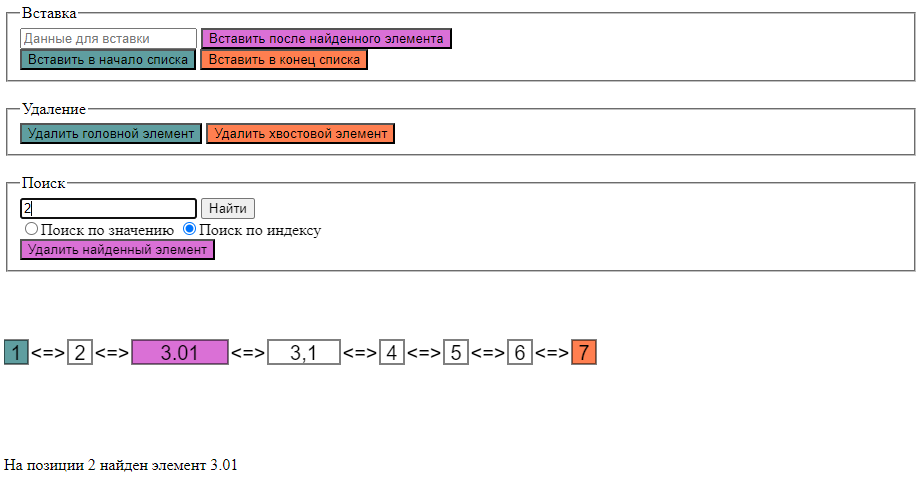 Вставка
Данные для вставки Вставить после найденного элемента
Вставить в начало списка Вставить в конец списка
Удаление
Удалить головной элемент Удалить хвостовой элемент
Поиск
2 Найти
Поиск по значению Поиск по индексу
Удалить найденный элемент
1 <=> 2 <=> 3.01 <=> 3,1 <=> 4 <=> 5 <=> 6 <=> 7
На позиции 2 найден элемент 3.01